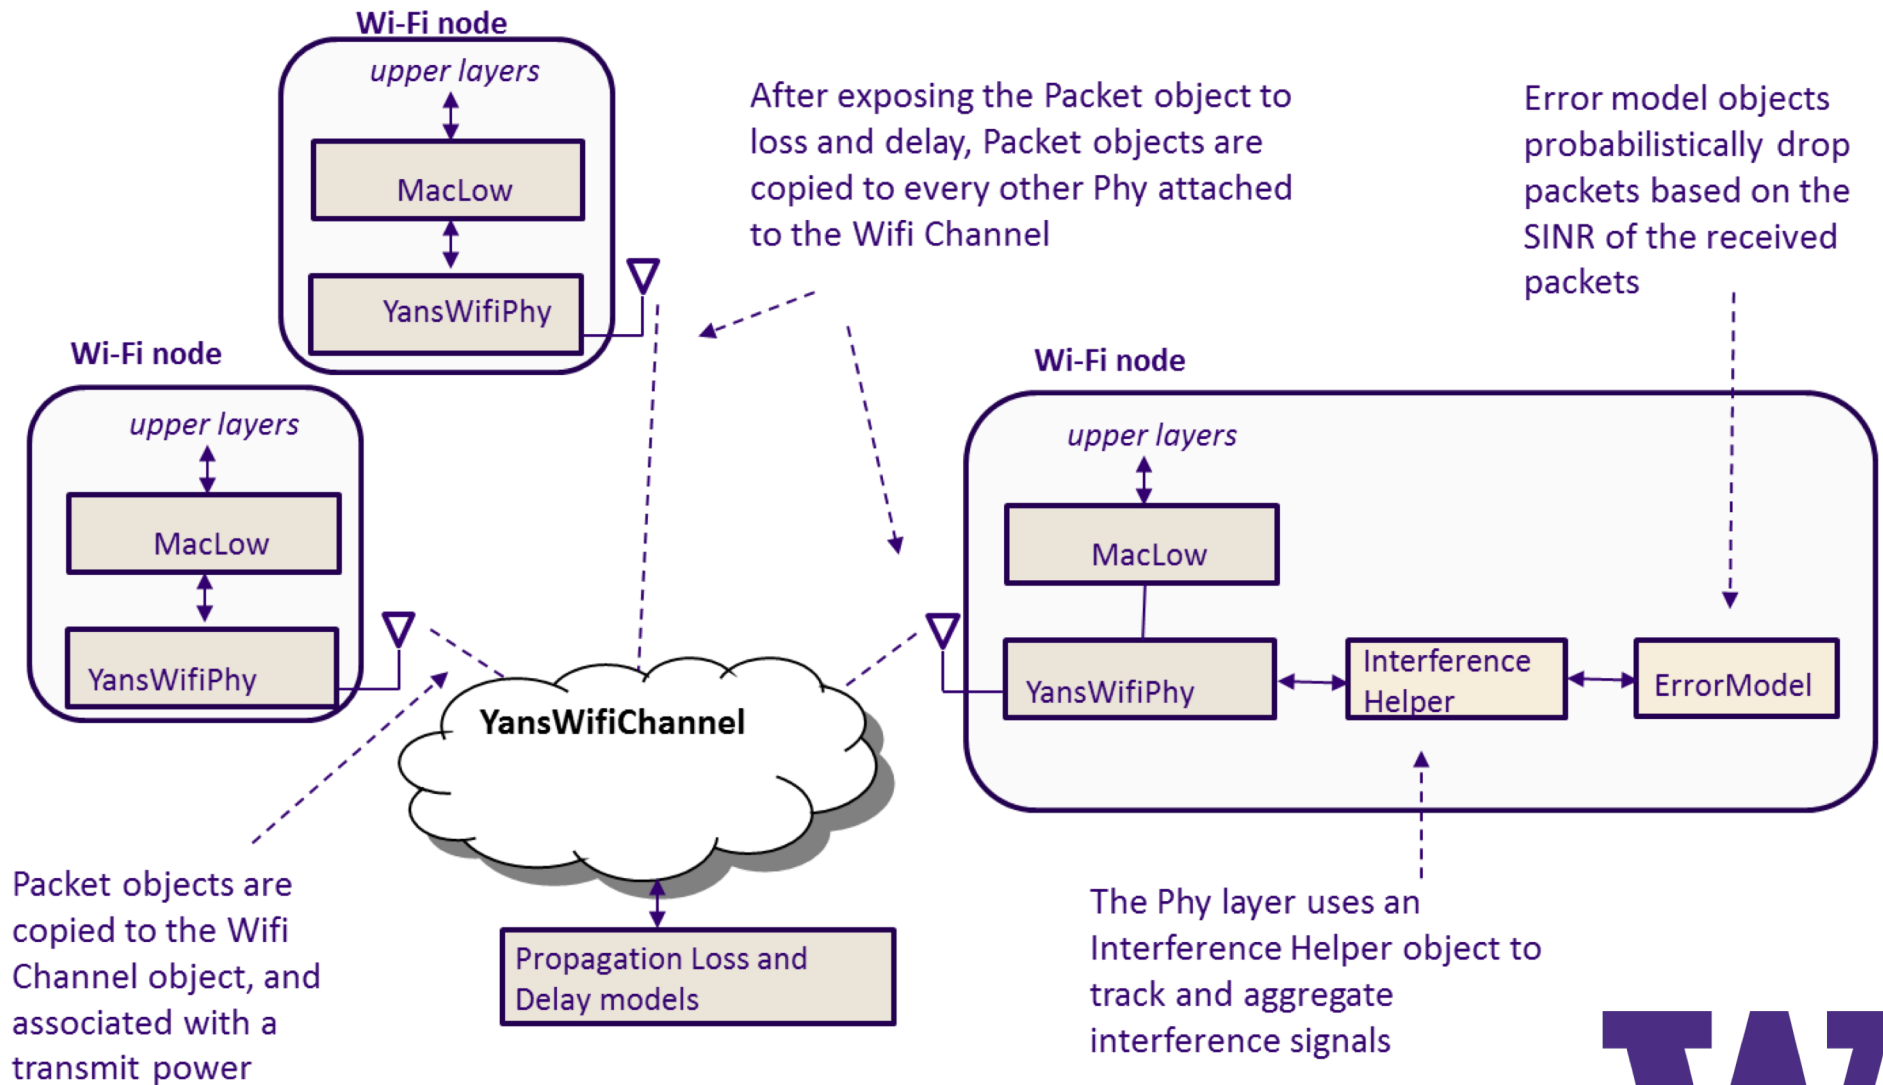 Wi-Fi node
upper layers
MacLow
YansWifiPhy
After exposing the Packet object to
loss and delay, Packet objects are
copied to every other Phy attached
to the Wifi Channel
Error model objects
probabilistically drop
packets based on the
SINR of the received
packets
Wi-Fi node
upper layers
MacLow
YansWifiPhy
Wi-Fi node
upper layers
MacLow
YansWifiPhy
Interference
Helper
ErrorModel
YansWifiChannel
Propagation Loss and
Delay models
Packet objects are
copied to the Wifi
Channel object, and
associated with a
transmit power
The Phy layer uses an
Interference Helper object to
track and aggregate
interference signals
W